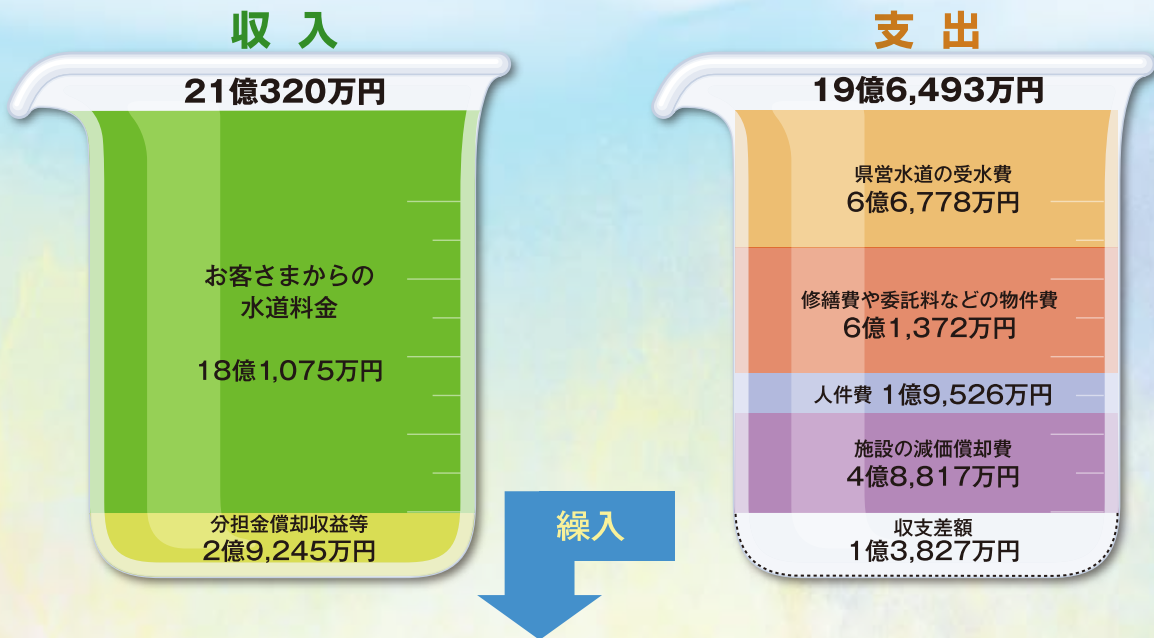 収入
21億320万円
お客さまからの
水道料金
18億1,075万円
分担金償却収益等
2億9,245万円
繰入
支出
19億6,493万円
県営水道の受水費
6億6,778万円
修繕費や委託料などの物件費
6億1,372万円
人件費 1億9,526万円
施設の減価償却費
4億8,817万円
収支差額
1億3,827万円